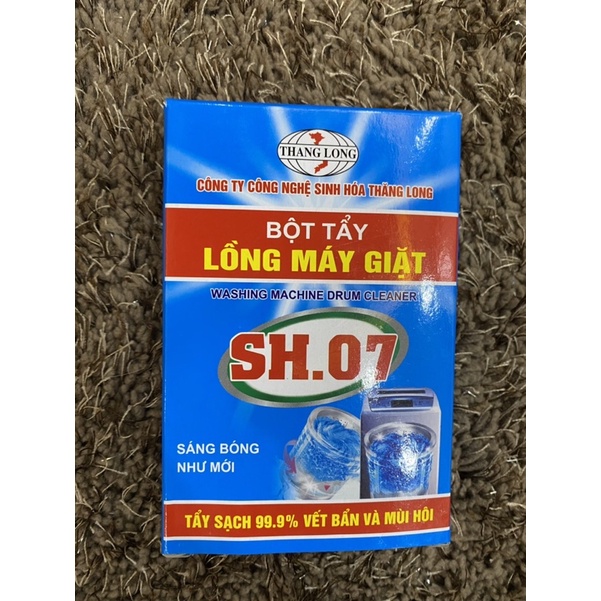 THANG LONG
CÔNG TY CÔNG NGHỆ SINH HÓA THĂNG LONG
BỘT TẨY
LỒNG MÁY GIẶT
WASHING MACHINE DRUM CLEANER
SH.07
SÁNG BÓNG
NHƯ MỚI
TẨY SẠCH 99.9% VẾT BẨN VÀ MÙI HÔI